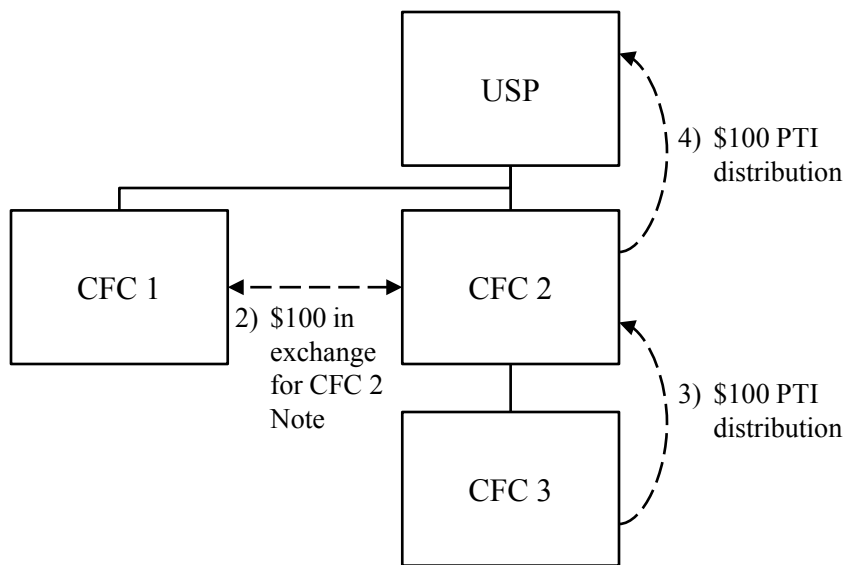 USP
4) $100 PTI
distribution
CFC 1
CFC 2
2) $100 in
exchange
for CFC 2
Note
3) $100 PTI
distribution
CFC 3